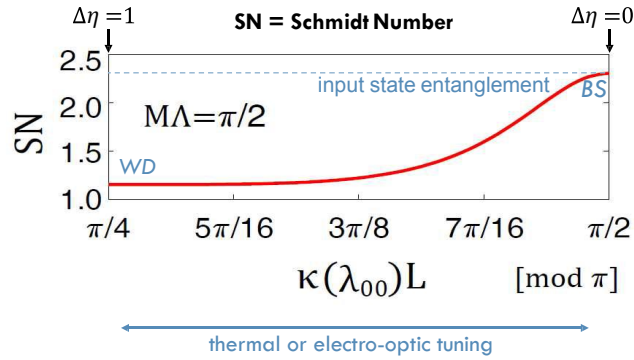 Δη = 1
SN = Schmidt Number
Δη = 0
2.5
input state entanglement
BS
2.0
MΛ=π/2
SN
1.5
WD
1.0
π/4
5π/16
3π/8
7π/16
π/2
κ(λ₀₀)L
[mod π]
thermal or electro-optic tuning